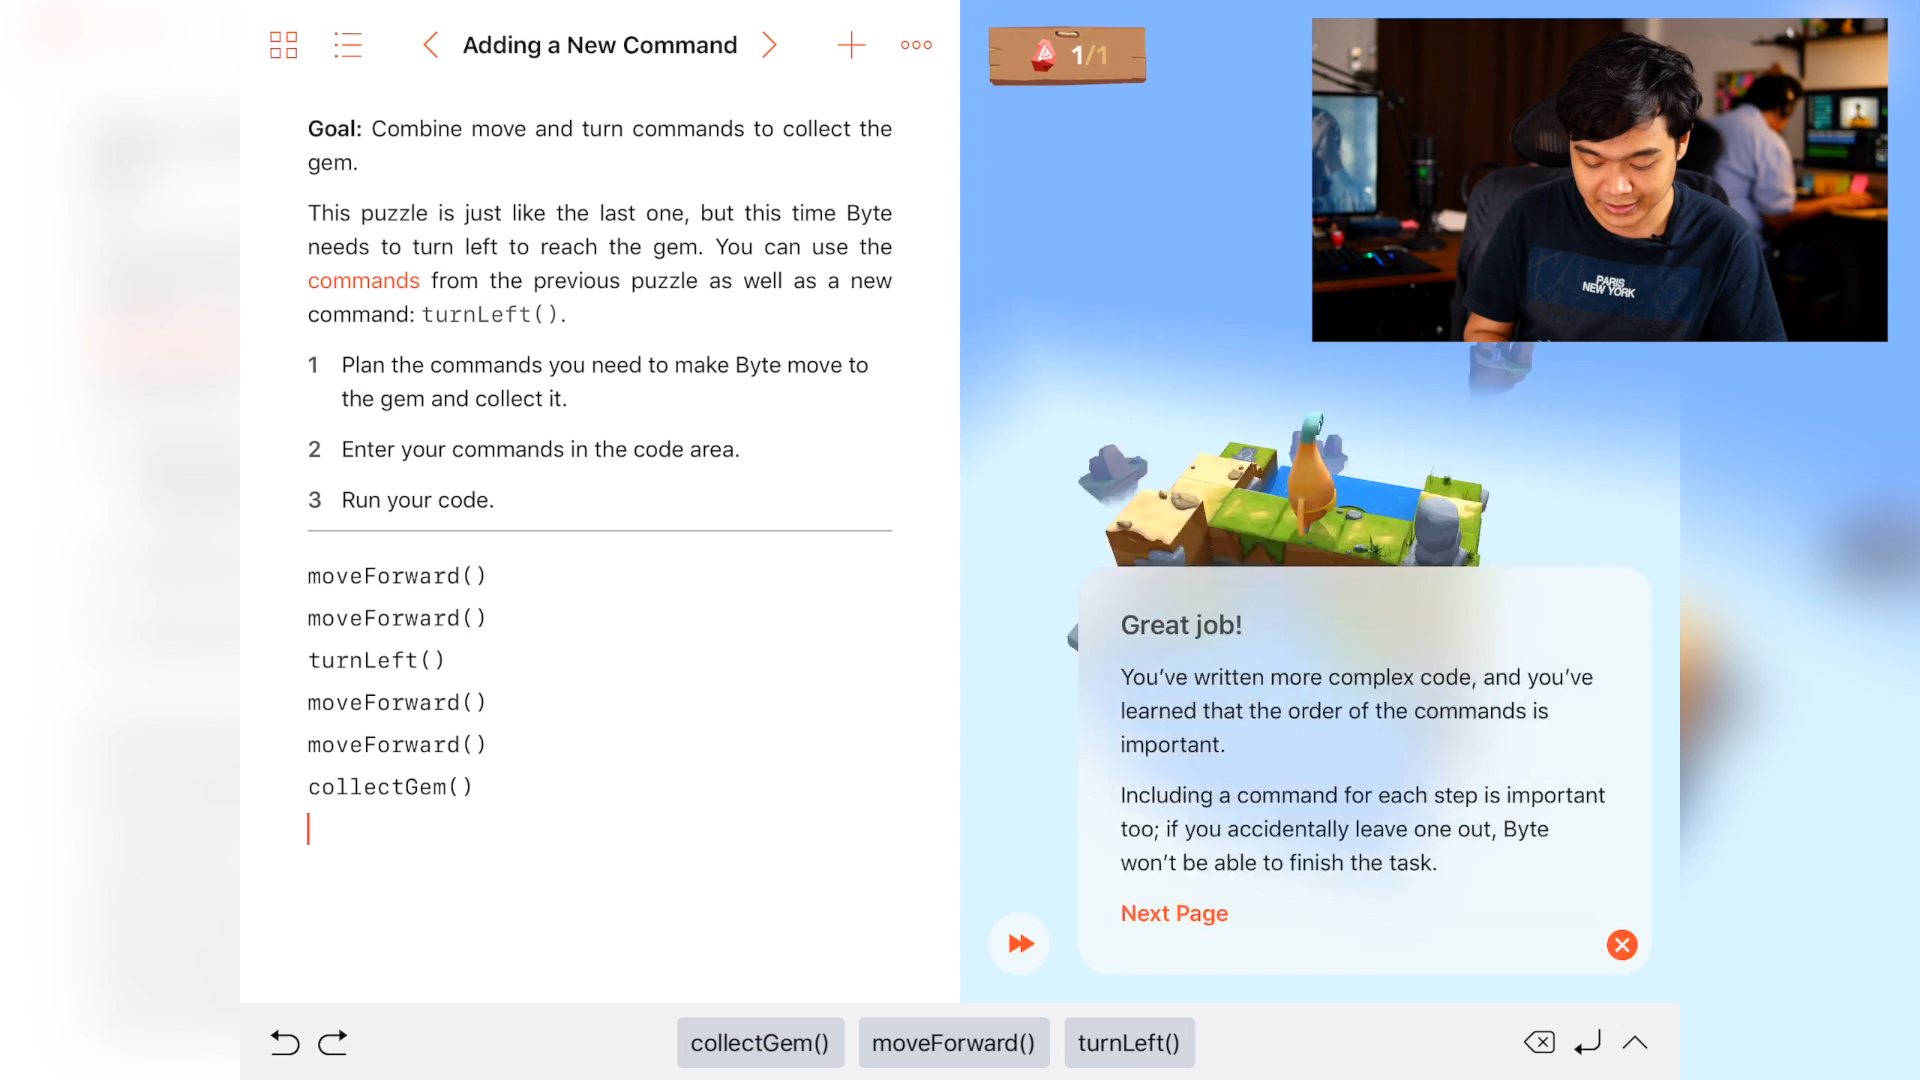 Adding a New Command
Goal: Combine move and turn commands to collect the
gem.
This puzzle is just like the last one, but this time Byte
needs to turn left to reach the gem. You can use the
commands from the previous puzzle as well as a new
command: turnLeft().
1 Plan the commands you need to make Byte move to
the gem and collect it.
2 Enter your commands in the code area.
3 Run your code.
moveForward()
moveForward()
turnLeft()
moveForward()
moveForward()
collectGem()
1/1
PARIS
NEW YORK
Great job!
You’ve written more complex code, and you’ve
learned that the order of the commands is
important.
Including a command for each step is important
too; if you accidentally leave one out, Byte
won’t be able to finish the task.
Next Page
collectGem() moveForward() turnLeft()